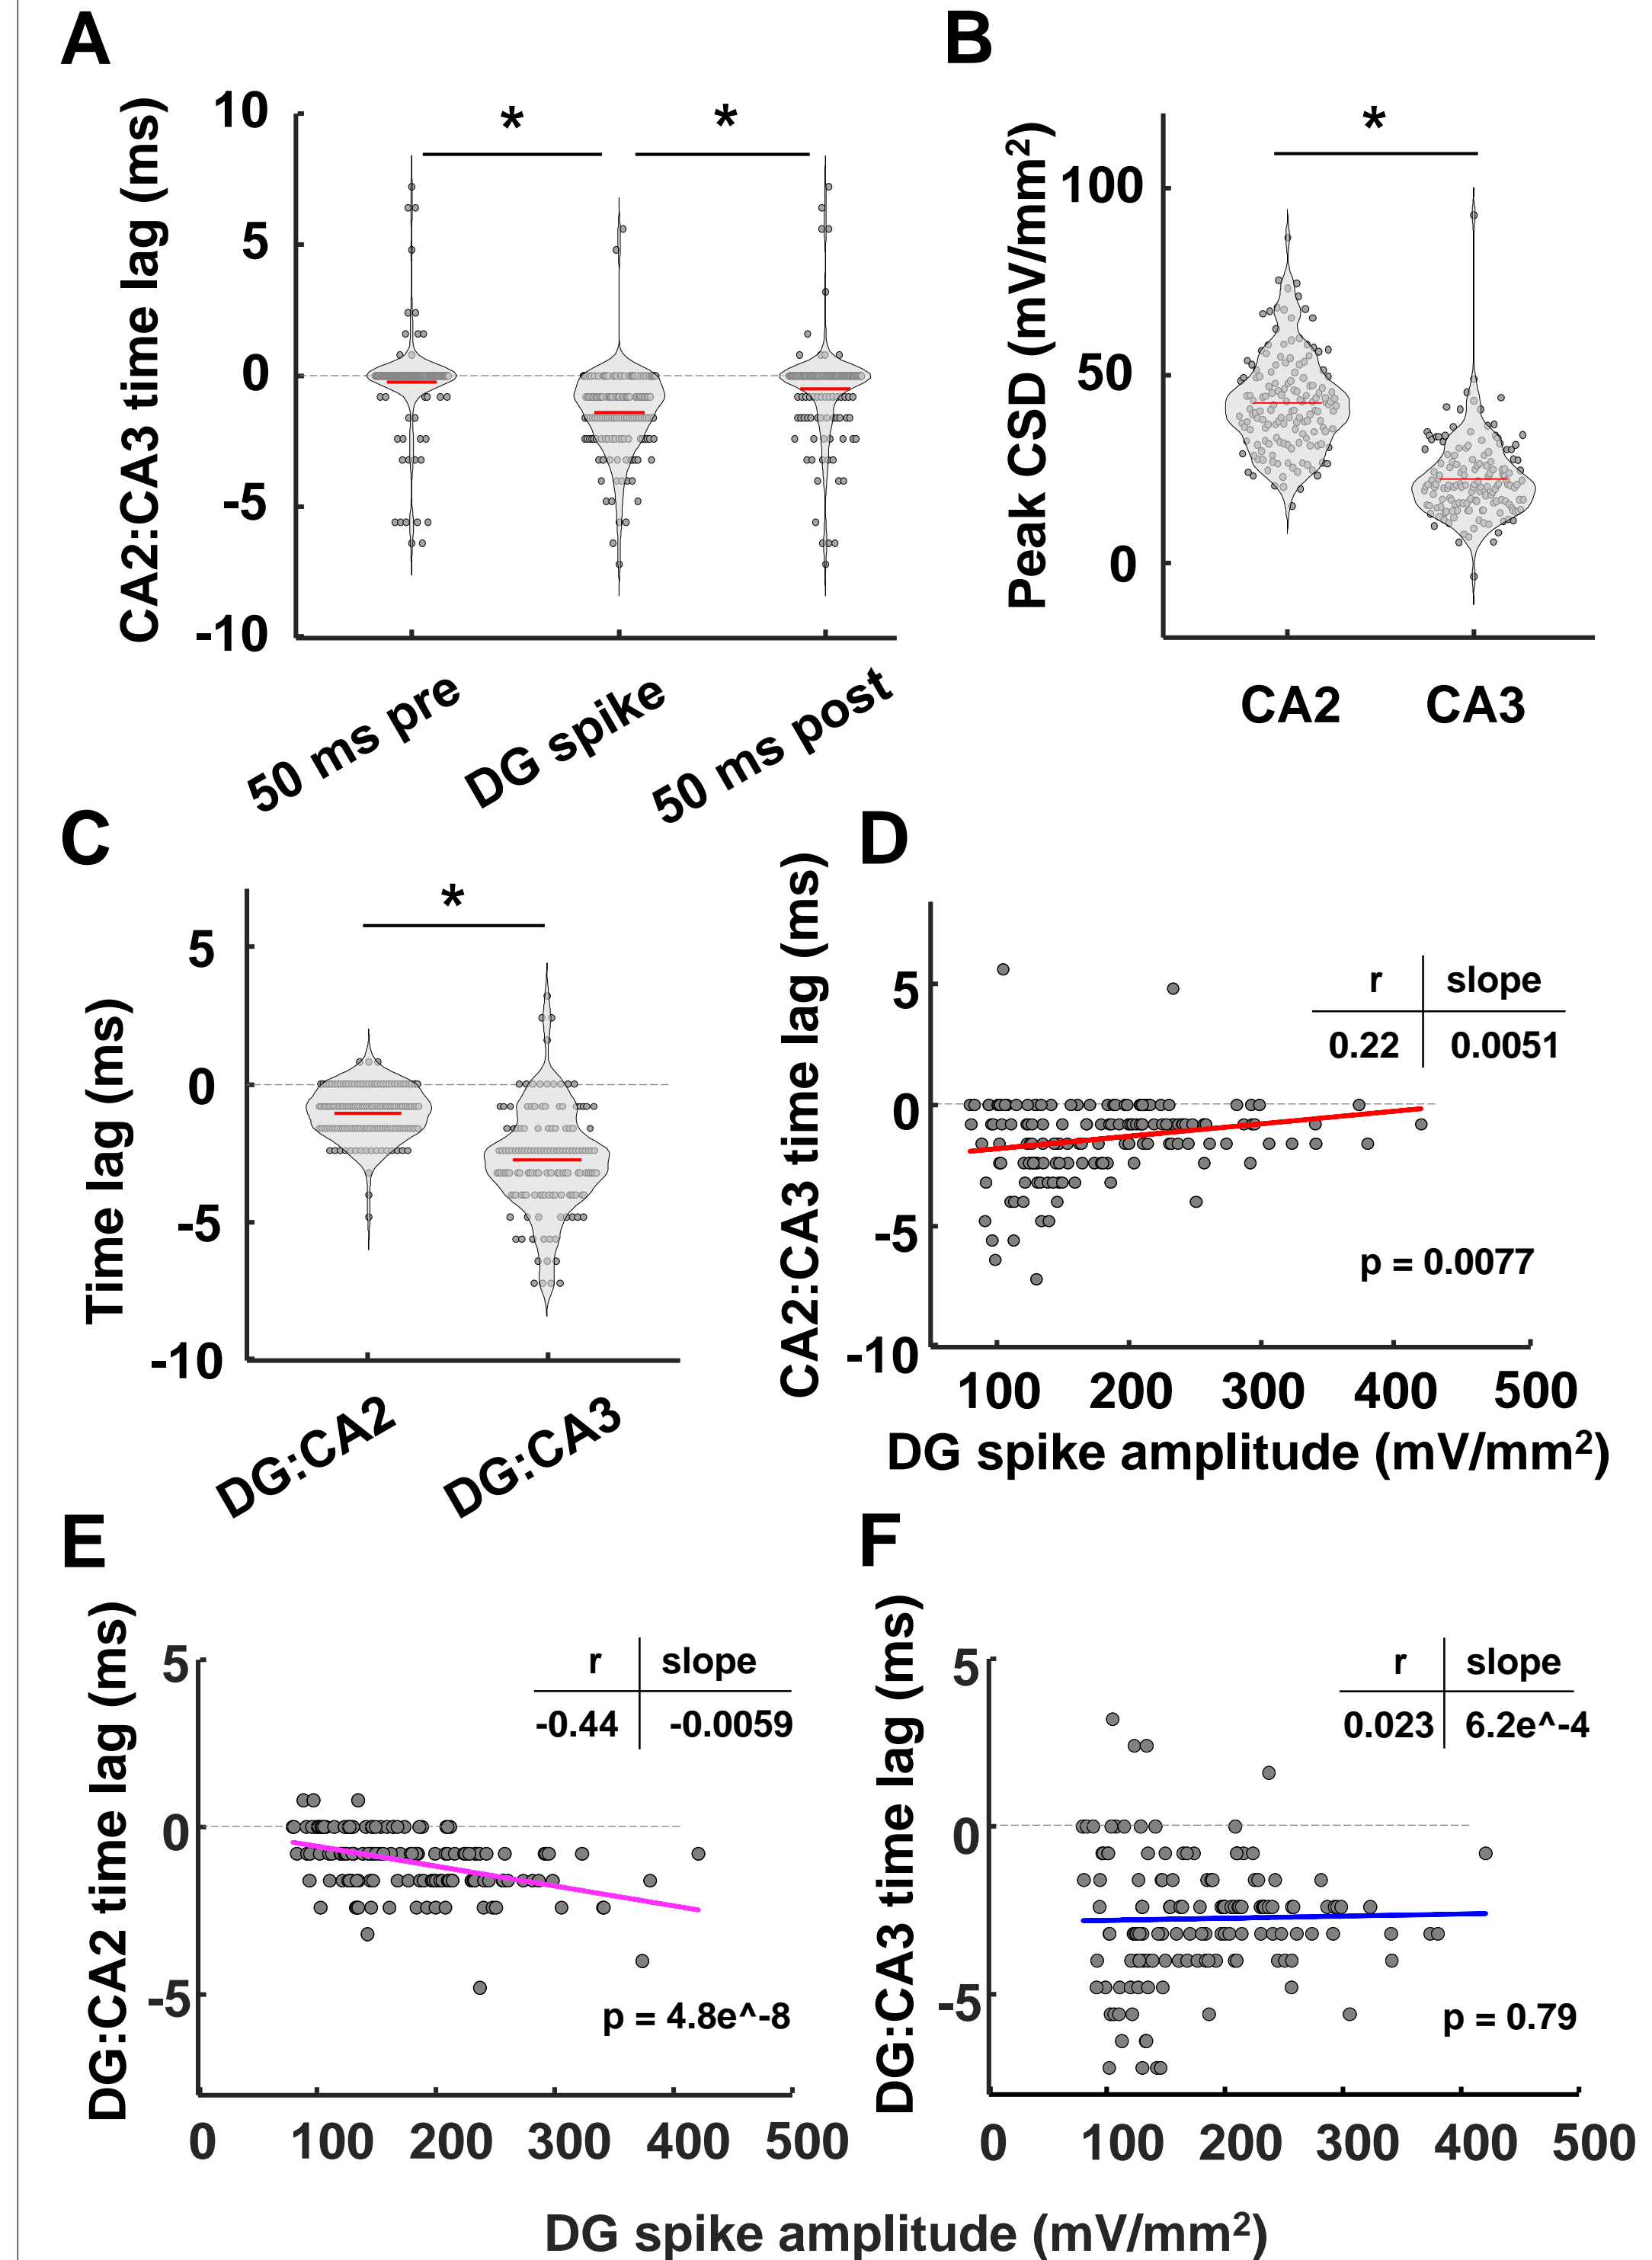 A
CA2:CA3 time lag (ms)
10
5
0
-5
-10
*
*
50 ms pre
DG spike
50 ms post
B
Peak CSD (mV/mm²)
100
50
0
*
CA2
CA3
C
Time lag (ms)
5
0
-5
-10
*
DG:CA2
DG:CA3
D
CA2:CA3 time lag (ms)
5
0
-5
-10
r slope
0.22 0.0051
p = 0.0077
100 200 300 400 500
DG spike amplitude (mV/mm²)
E
DG:CA2 time lag (ms)
5
0
-5
r slope
-0.44 -0.0059
p = 4.8e^-8
0 100 200 300 400 500
F
DG:CA3 time lag (ms)
5
0
-5
r slope
0.023 6.2e^-4
p = 0.79
0 100 200 300 400 500
DG spike amplitude (mV/mm²)